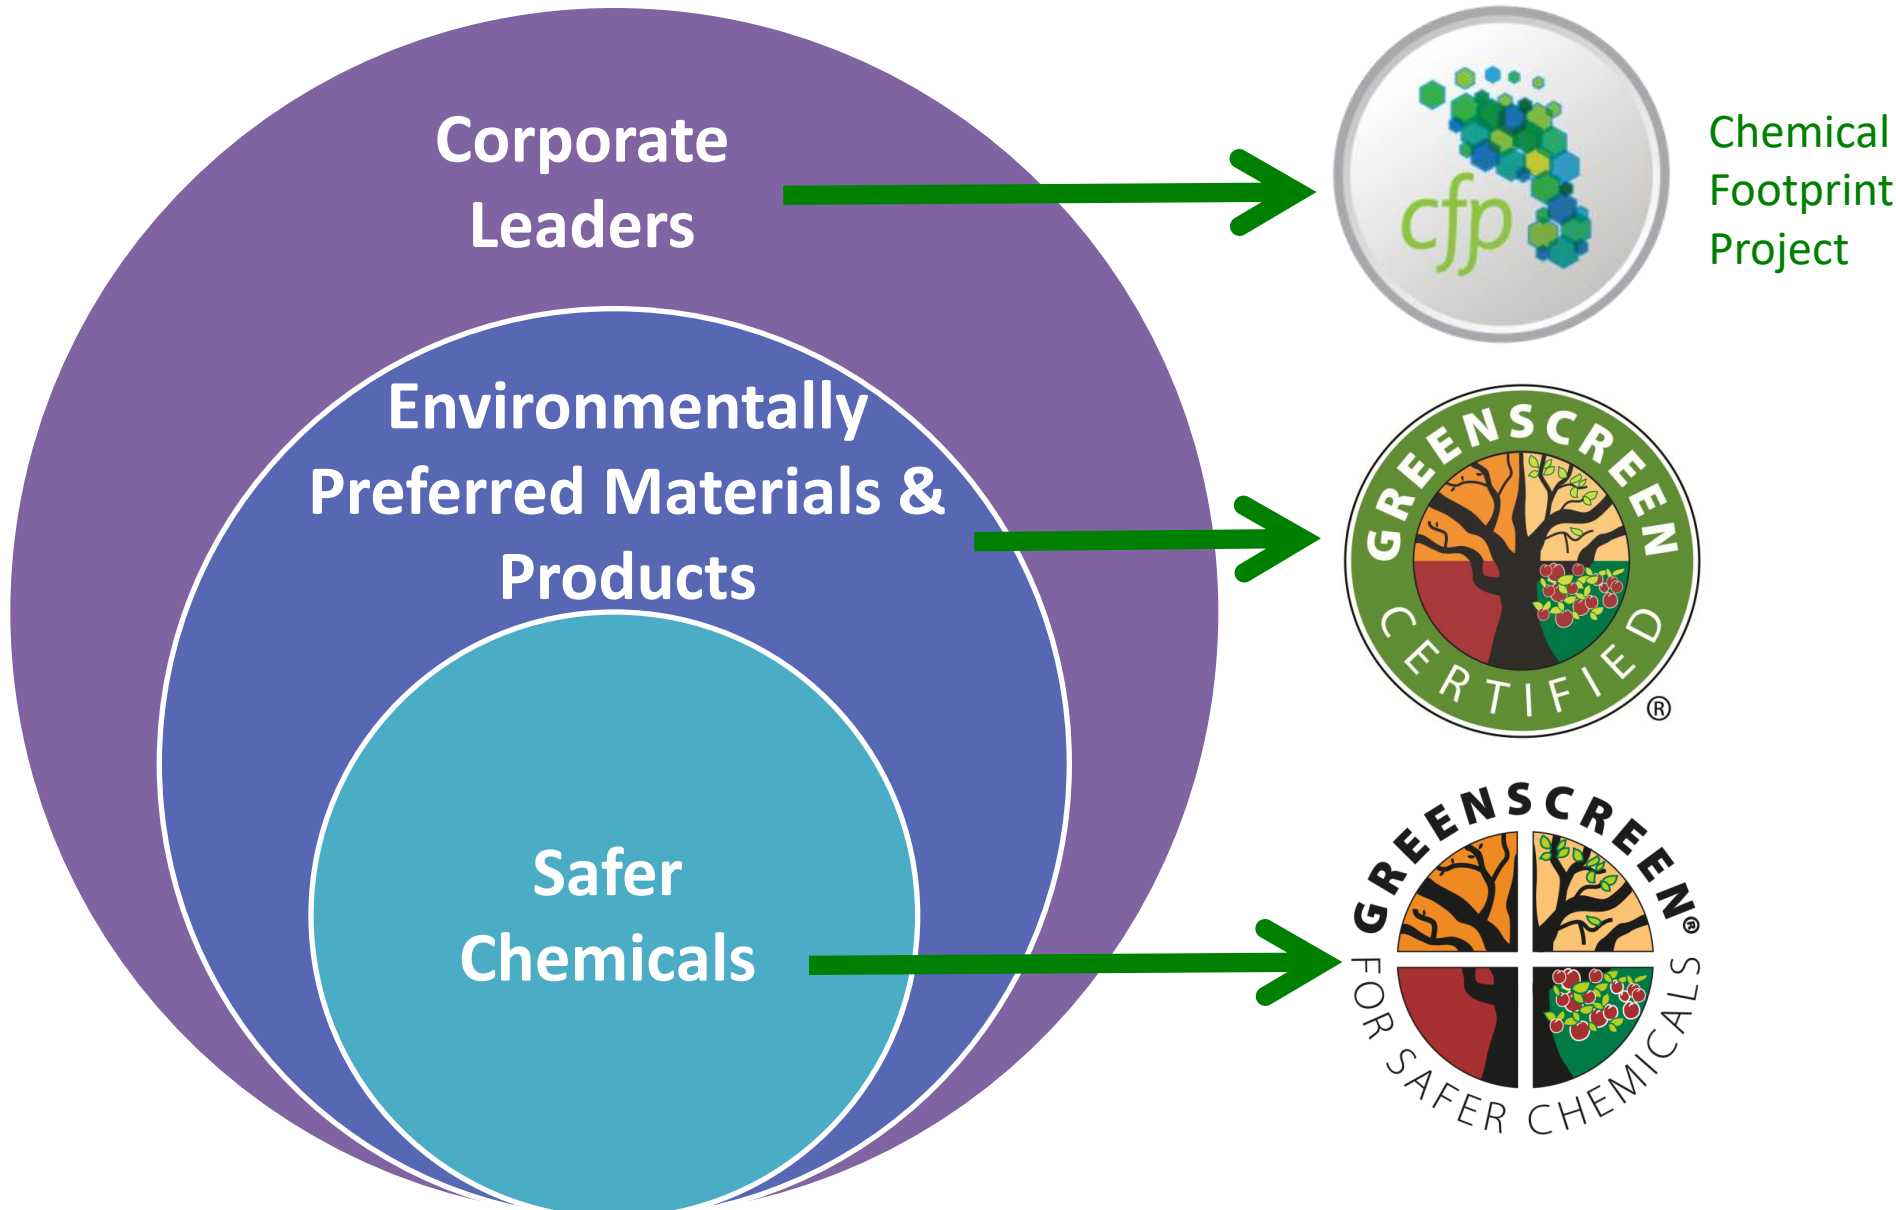 Corporate
Leaders
Environmentally
Preferred Materials &
Products
Safer
Chemicals
cfp
Chemical
Footprint
Project
GREENSCREEN
CERTIFIED
®
GREENSCREEN®
FOR SAFER CHEMICALS